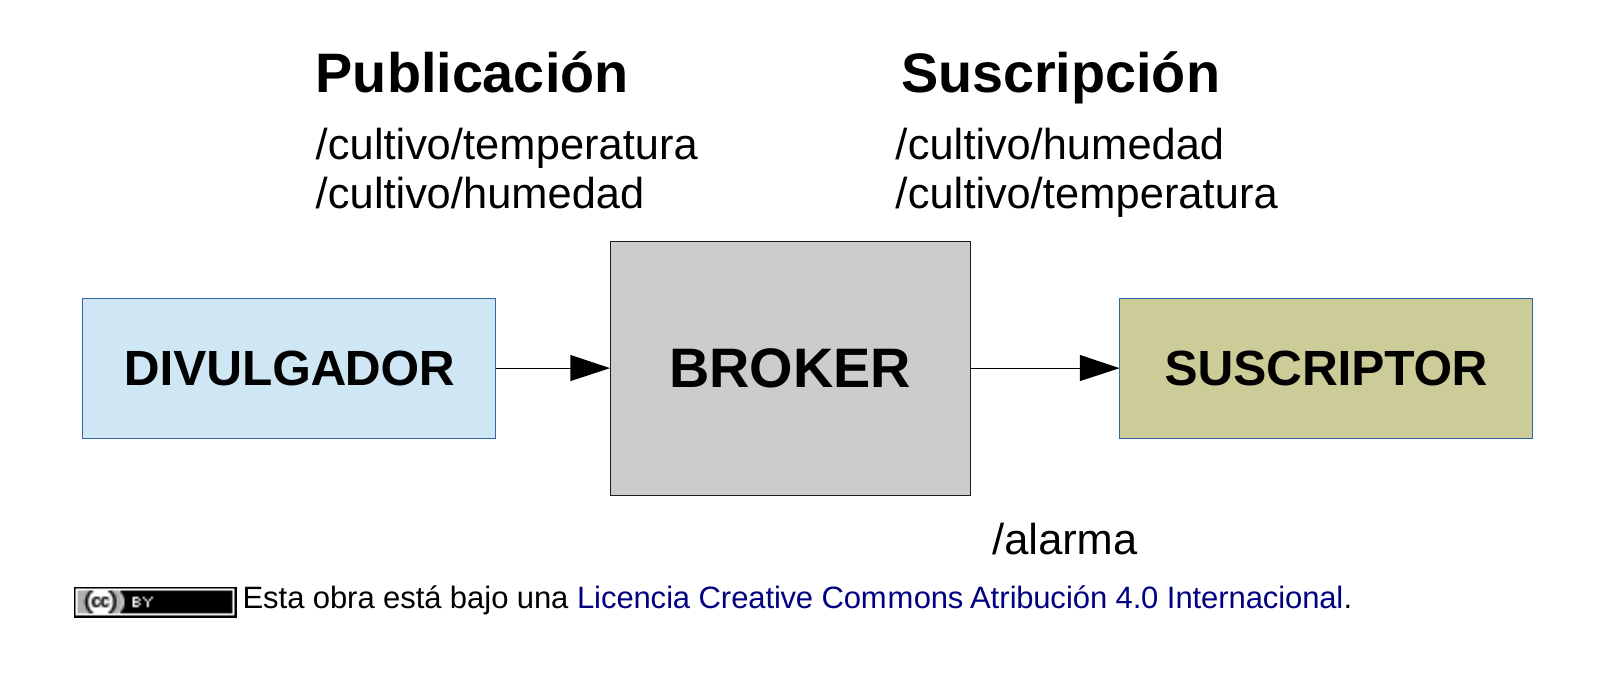 Publicación
Suscripción
/cultivo/temperatura
/cultivo/humedad
/cultivo/humedad
/cultivo/temperatura
DIVULGADOR
BROKER
SUSCRIPTOR
/alarma
(cc) BY Esta obra está bajo una Licencia Creative Commons Atribución 4.0 Internacional.